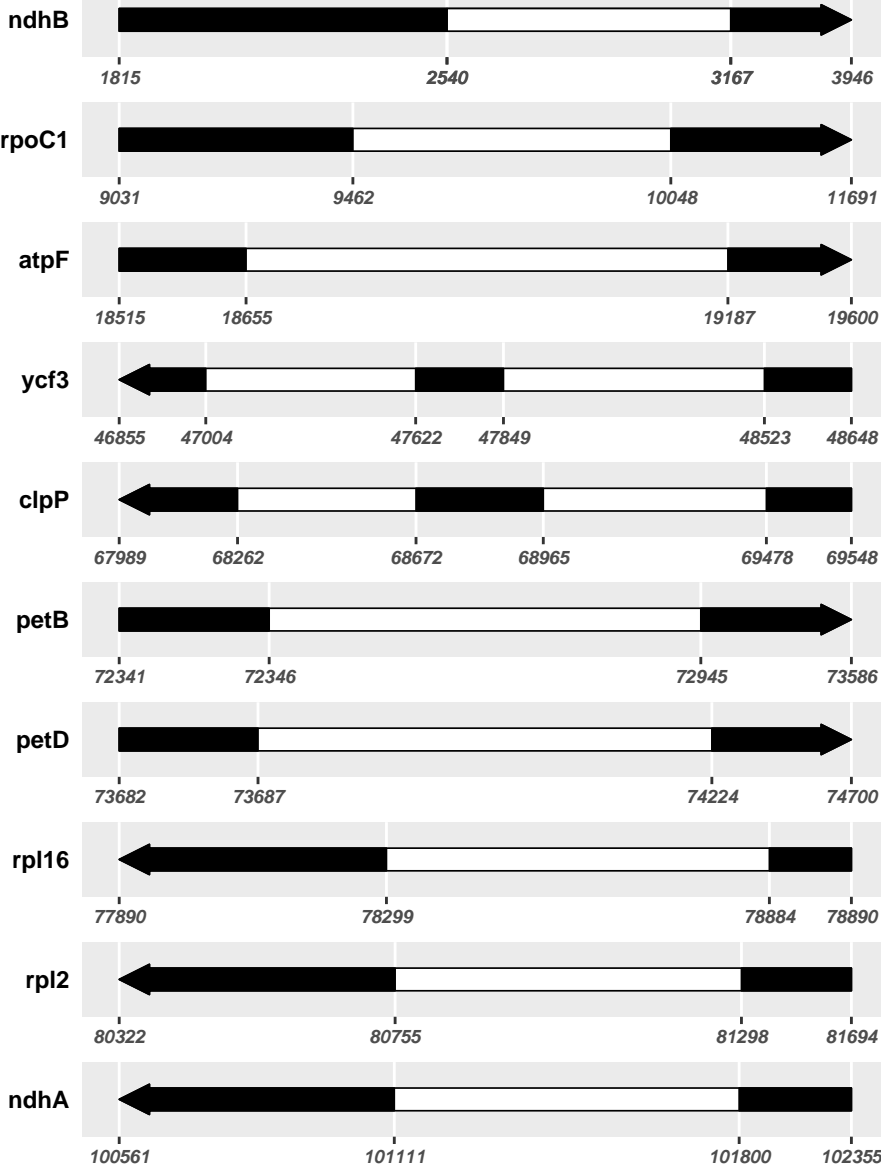 ndhB
1815 2540 3167 3946
rpoC1
9031 9462 10048 11691
atpF
18515 18655 19187 19600
ycf3
46855 47004 47622 47849 48523 48648
clpP
67989 68262 68672 68965 69478 69548
petB
72341 72346 72945 73586
petD
73682 73687 74224 74700
rpl16
77890 78299 78884 78890
rpl2
80322 80755 81298 81694
ndhA
100561 101111 101800 102355